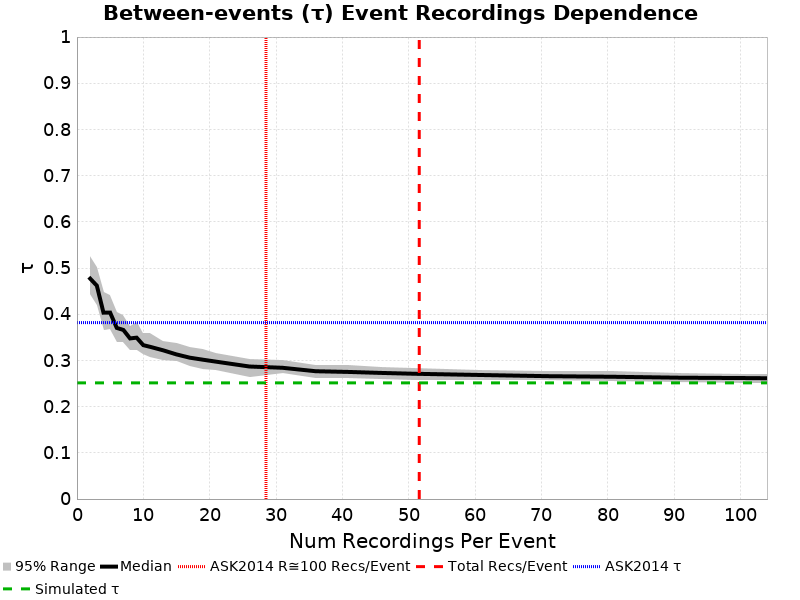 Between-events (τ) Event Recordings Dependence
1
0.9
0.8
0.7
0.6
0.5
0.4
0.3
0.2
0.1
0
τ
0 10 20 30 40 50 60 70 80 90 100
Num Recordings Per Event
95% Range Median ASK2014 R≅100 Recs/Event Total Recs/Event ASK2014 τ
Simulated τ